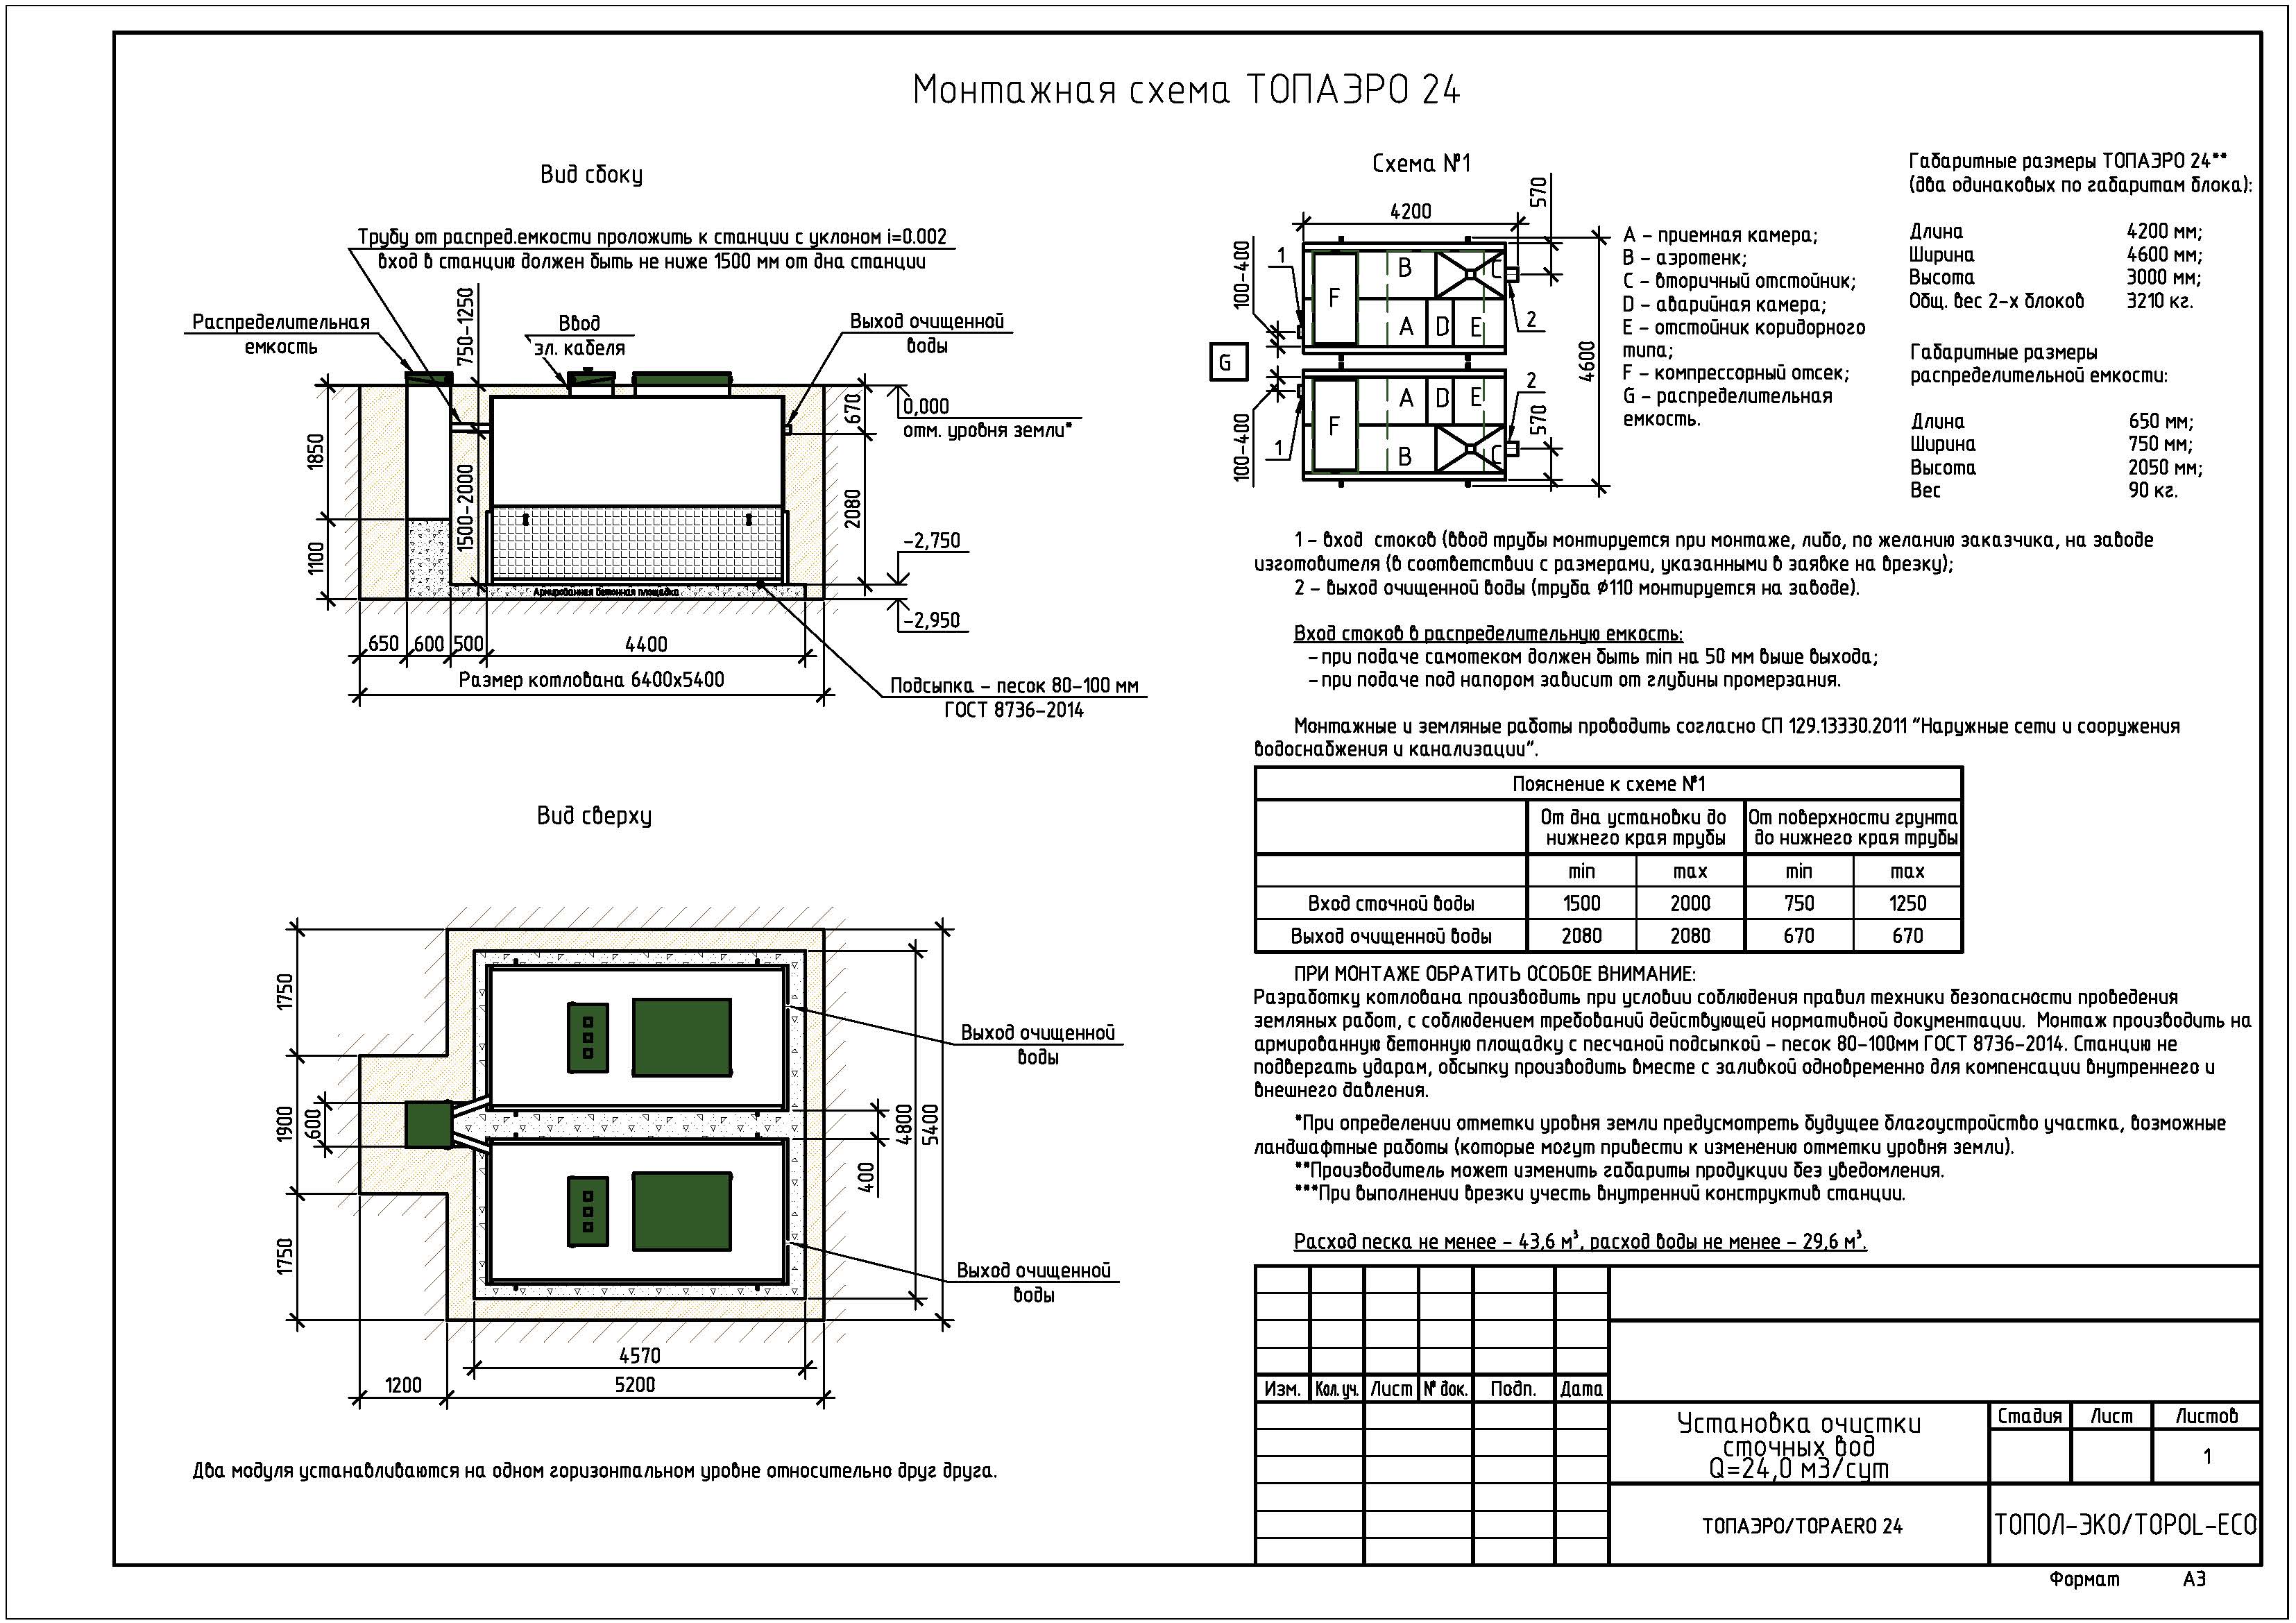 Монтажная схема ТОПАЭРО 24
Вид сбоку
Трубу от распред.емкости проложить к станции с уклоном i=0.002
вход в станцию должен быть не ниже 1500 мм от дна станции
Распределительная
емкость
750-1250
Ввод
эл. кабеля
Выход очищенной
воды
0,000
отм. уровня земли*
670
1850
1500-2000
2080
1100
-2,750
-2,950
Армированная бетонная площадка
650
600
500
4400
Размер котлована 6400х5400
Подсыпка - песок 80-100 мм
ГОСТ 8736-2014
Вид сверху
1750
1900
600
1750
4800
5400
400
Выход очищенной
воды
Выход очищенной
воды
4570
1200
5200
Два модуля устанавливаются на одном горизонтальном уровне относительно друг друга.
Схема №1
4200
570
100-400
1
B
C
F
A
D
E
2
G
4600
A
D
E
2
F
B
C
570
100-400
1
A - приемная камера;
B - аэротенк;
C - вторичный отстойник;
D - аварийная камера;
E - отстойник коридорного
типа;
F - компрессорный отсек;
G - распределительная
емкость.
Габаритные размеры ТОПАЭРО 24**
(два одинаковых по габаритам блока):
Длина 4200 мм;
Ширина 4600 мм;
Высота 3000 мм;
Общ. вес 2-х блоков 3210 кг.
Габаритные размеры
распределительной емкости:
Длина 650 мм;
Ширина 750 мм;
Высота 2050 мм;
Вес 90 кг.
1 - вход стоков (ввод трубы монтируется при монтаже, либо, по желанию заказчика, на заводе
изготовителя (в соответствии с размерами, указанными в заявке на врезку);
2 - выход очищенной воды (труба ø110 монтируется на заводе).
Вход стоков в распределительную емкость:
- при подаче самотеком должен быть min на 50 мм выше выхода;
- при подаче под напором зависит от глубины промерзания.
Монтажные и земляные работы проводить согласно СП 129.13330.2011 "Наружные сети и сооружения
водоснабжения и канализации".
Пояснение к схеме №1
От дна установки до
нижнего края трубы
От поверхности грунта
до нижнего края трубы
min max min max
Вход сточной воды 1500 2000 750 1250
Выход очищенной воды 2080 2080 670 670
ПРИ МОНТАЖЕ ОБРАТИТЬ ОСОБОЕ ВНИМАНИЕ:
Разработку котлована производить при условии соблюдения правил техники безопасности проведения
земляных работ, с соблюдением требований действующей нормативной документации. Монтаж производить на
армированную бетонную площадку с песчаной подсыпкой - песок 80-100мм ГОСТ 8736-2014. Станцию не
подвергать ударам, обсыпку производить вместе с заливкой одновременно для компенсации внутреннего и
внешнего давления.
*При определении отметки уровня земли предусмотреть будущее благоустройство участка, возможные
ландшафтные работы (которые могут привести к изменению отметки уровня земли).
**Производитель может изменить габариты продукции без уведомления.
***При выполнении врезки учесть внутренний конструктив станции.
Расход песка не менее - 43,6 м³, расход воды не менее - 29,6 м³.
Изм. Кол. уч. Лист № док. Подп. Дата
Установка очистки
сточных вод
Q=24,0 м3/сут
Стадия Лист Листов
1
ТОПАЭРО/TOPAERO 24
ТОПОЛ-ЭКО/TOPOL-ECO
Формат А3